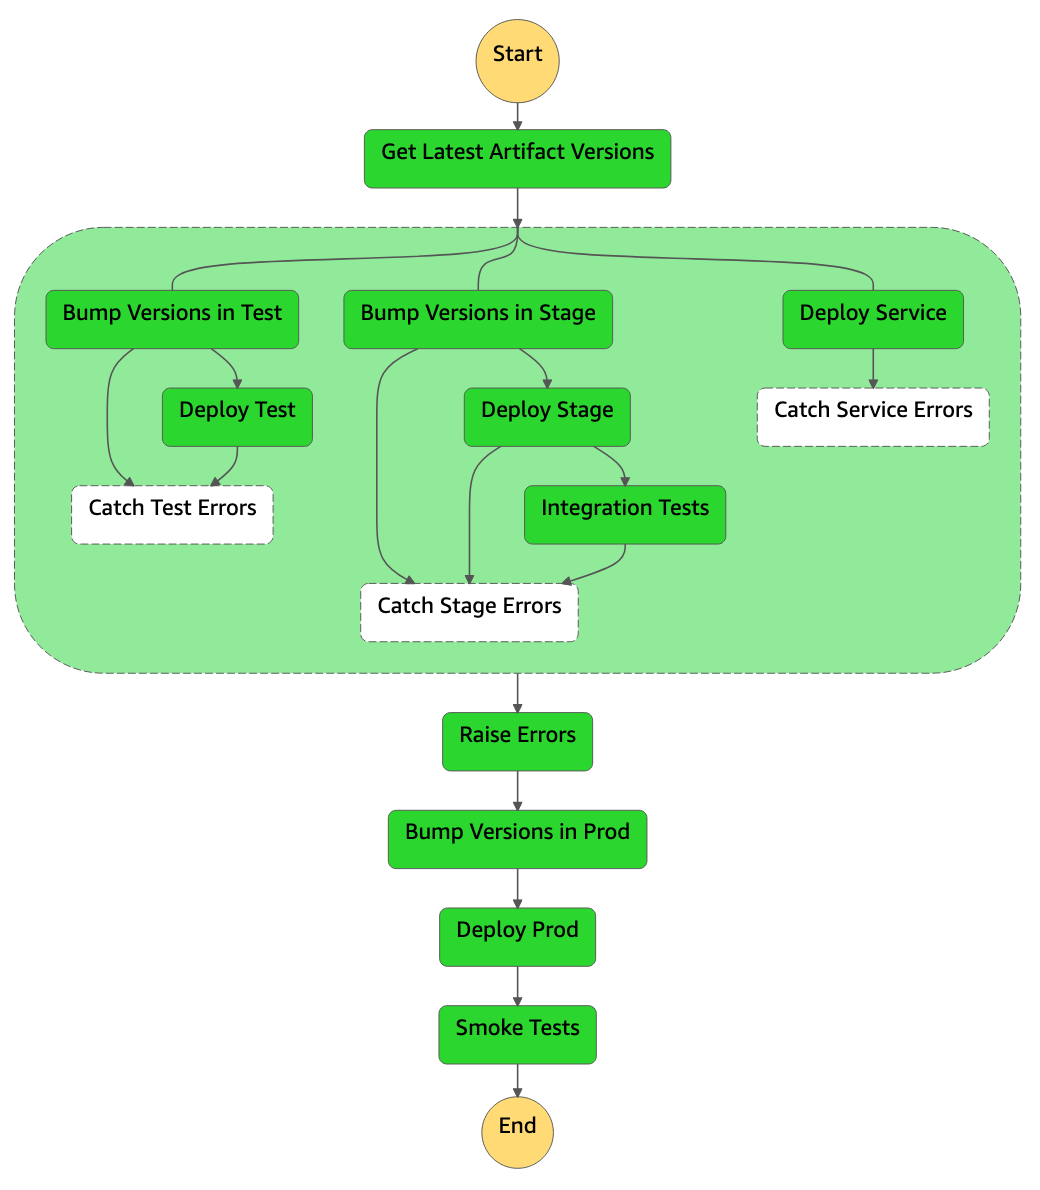 Start
Get Latest Artifact Versions
Bump Versions in Test
Bump Versions in Stage
Deploy Service
Deploy Test
Deploy Stage
Catch Service Errors
Catch Test Errors
Integration Tests
Catch Stage Errors
Raise Errors
Bump Versions in Prod
Deploy Prod
Smoke Tests
End